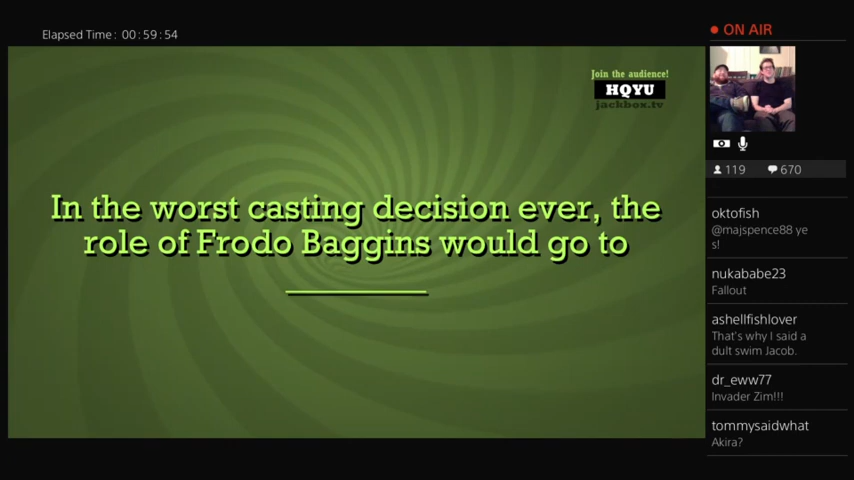 Elapsed Time: 00:59:54
ON AIR
Join the audience!
HQYU
jackbox.tv
In the worst casting decision ever, the
role of Frodo Baggins would go to
119 670
oktofish
@majspence88 ye
s!
nukababe23
Fallout
ashellfishlover
That's why I said a
dult swim Jacob.
dr_eww77
Invader Zim!!!
tommysaidwhat
Akira?